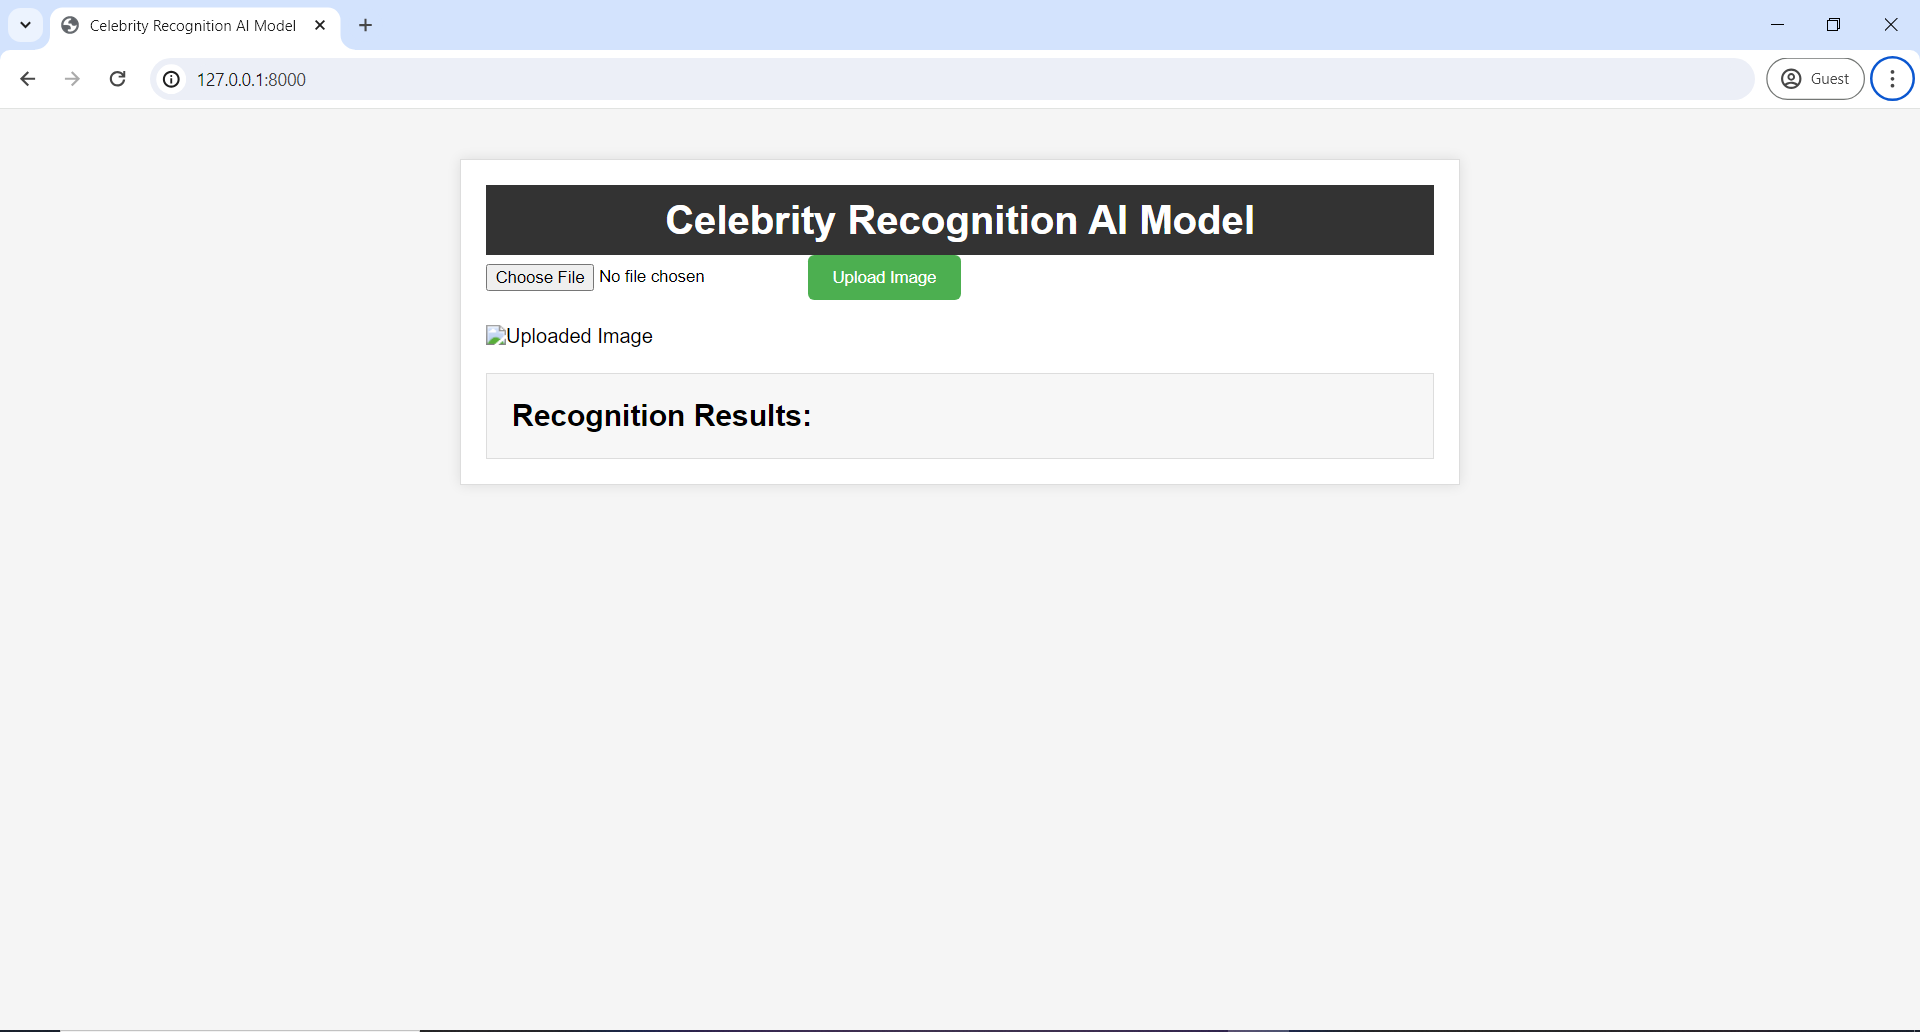 Celebrity Recognition AI Model
127.0.0.1:8000
Guest
Celebrity Recognition AI Model
Choose File No file chosen Upload Image
Uploaded Image
Recognition Results: